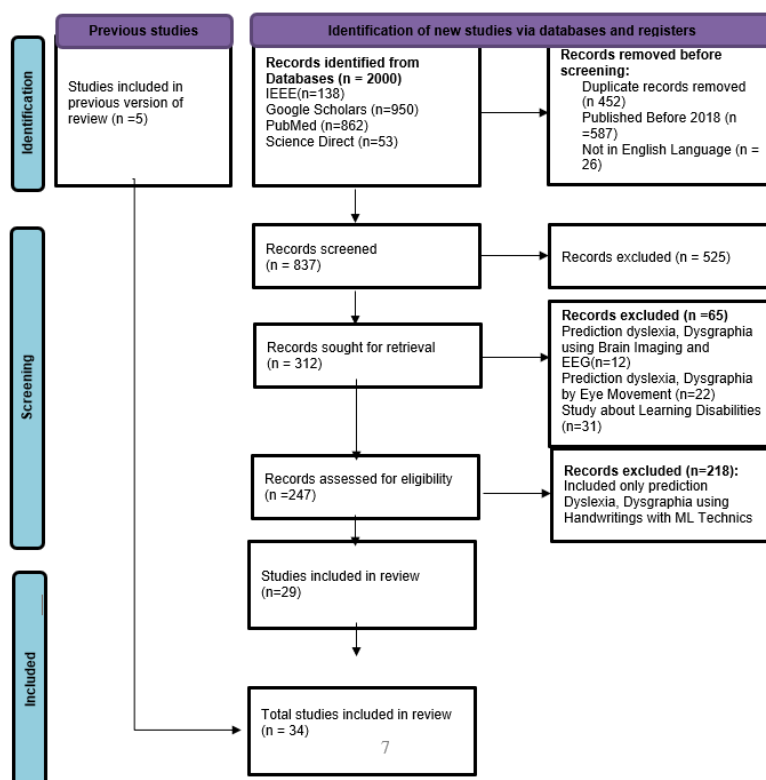 Previous studies
Identification of new studies via databases and registers
Identification
Studies included in
previous version of
review (n =5)
Records identified from
Databases (n = 2000)
IEEE(n=138)
Google Scholars (n=950)
PubMed (n=862)
Science Direct (n=53)
Records removed before
screening:
Duplicate records removed
(n 452)
Published Before 2018 (n
=587)
Not in English Language (n =
26)
Screening
Records screened
(n = 837)
Records excluded (n = 525)
Records sought for retrieval
(n = 312)
Records excluded (n =65)
Prediction dyslexia, Dysgraphia
using Brain Imaging and
EEG(n=12)
Prediction dyslexia, Dysgraphia
by Eye Movement (n=22)
Study about Learning Disabilities
(n=31)
Records assessed for eligibility
(n =247)
Records excluded (n=218):
Included only prediction
Dyslexia, Dysgraphia using
Handwritings with ML Technics
Included
Studies included in review
(n=29)
Total studies included in review
(n = 34)
7